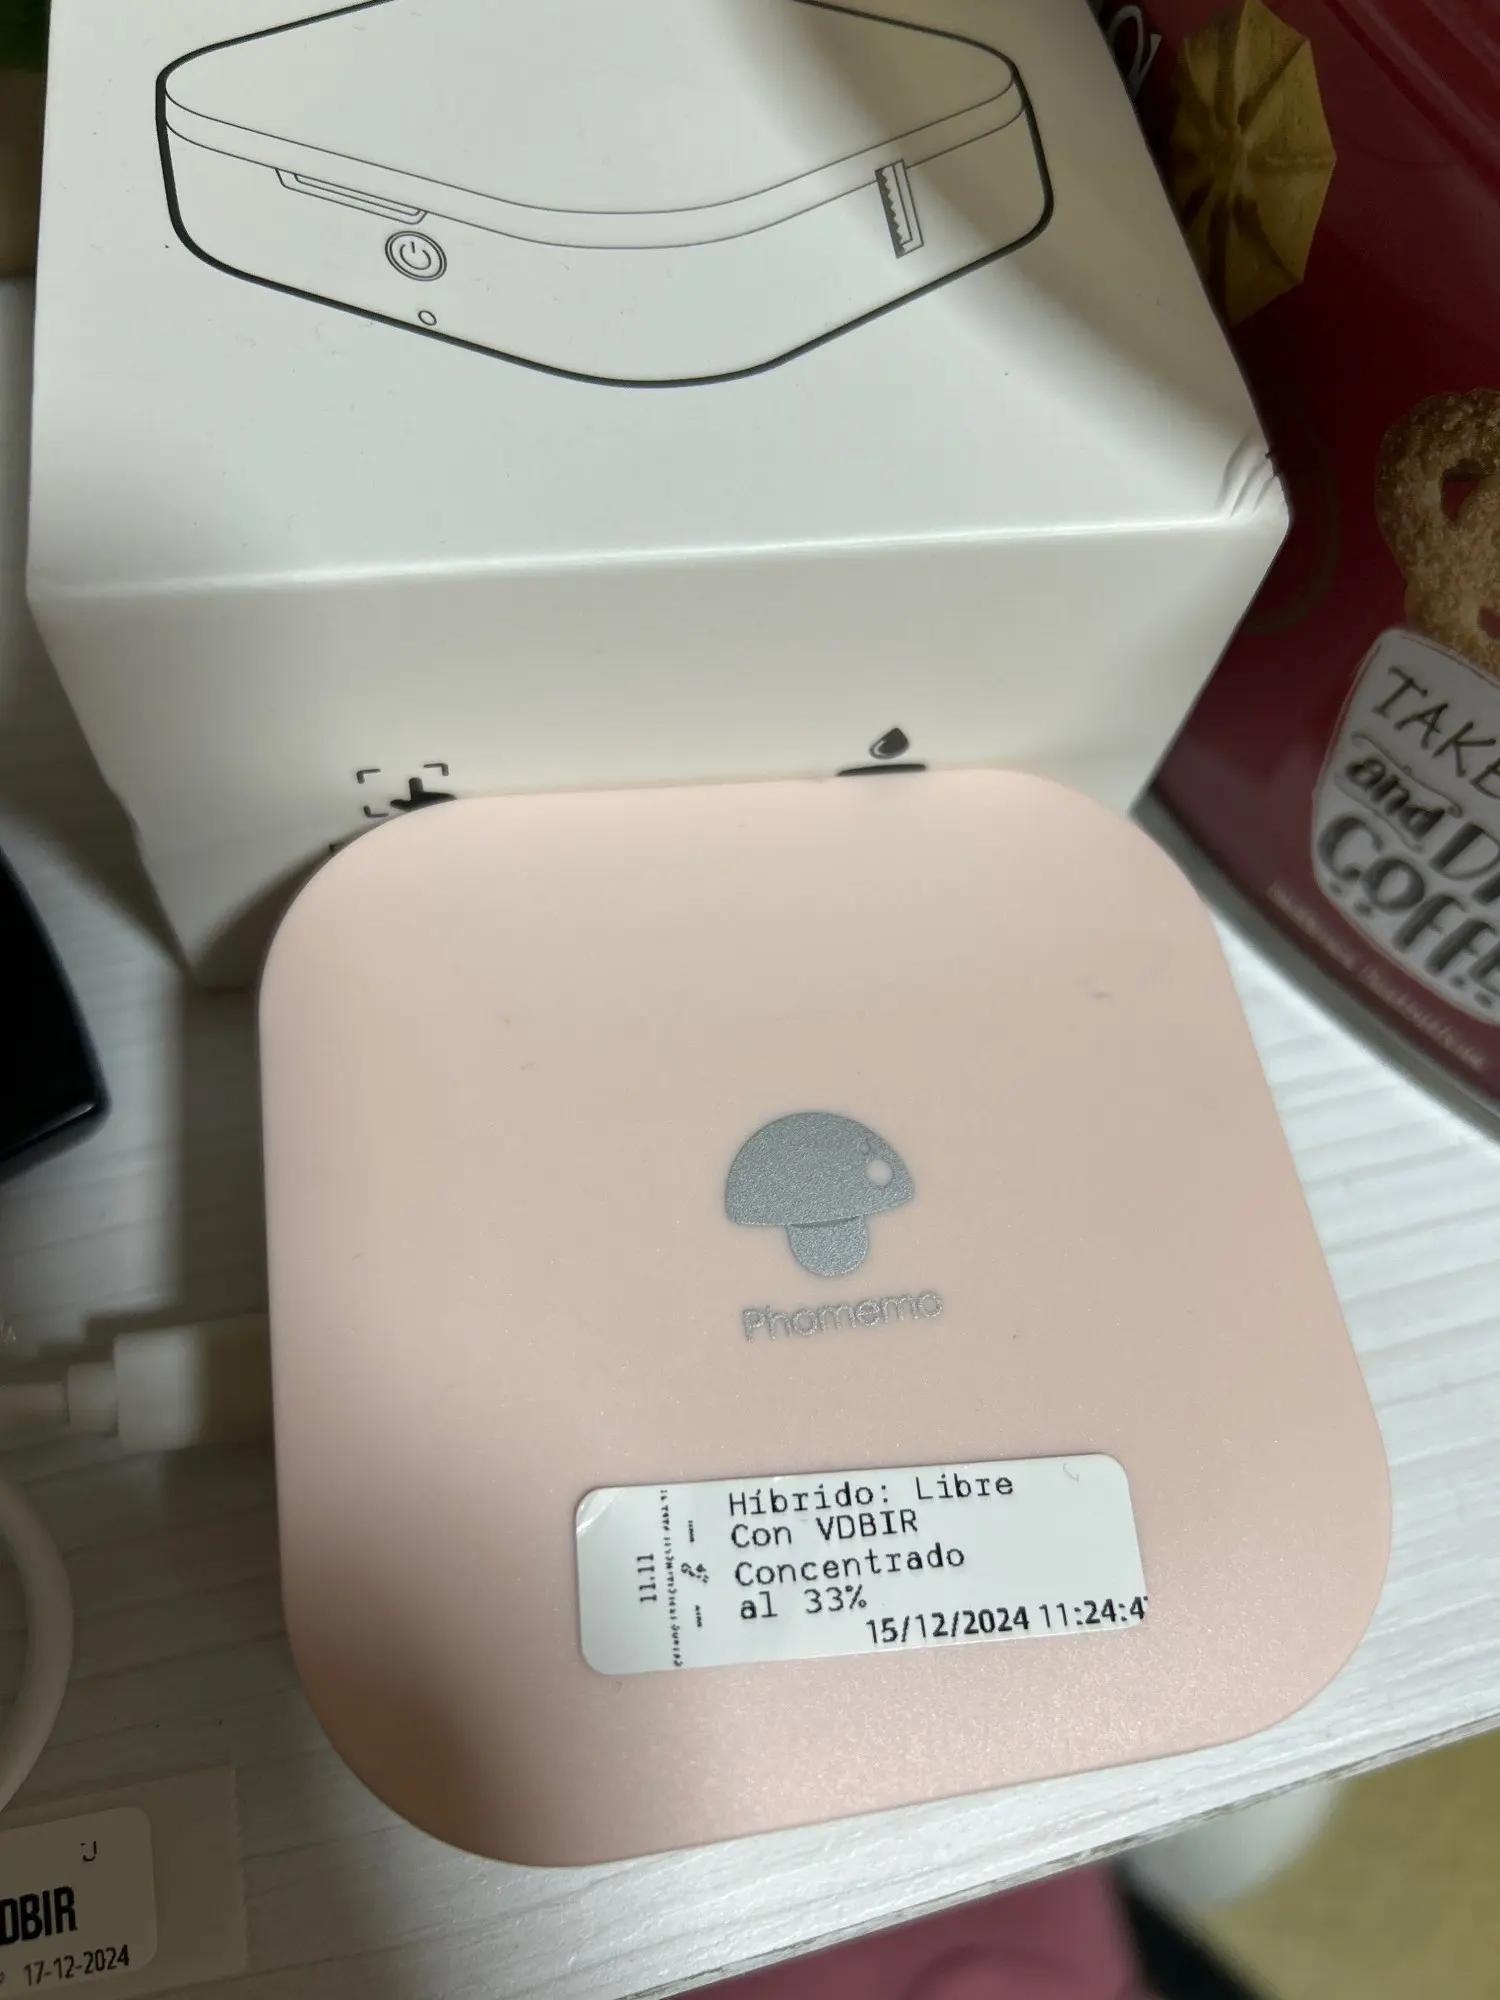 TAKE
and D
COFFE
Phomemo
Híbrido: Libre
Con VDBIR
Concentrado
al 33%
15/12/2024 11:24:4
11.11
DBIR
17-12-2024